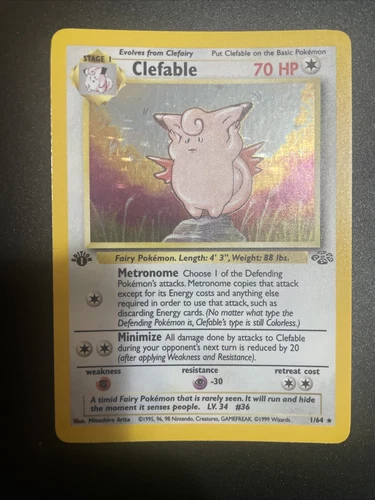 Evolves from Clefairy Put Clefable on the Basic Pokémon
STAGE 1
Clefable 70 HP
Fairy Pokémon. Length: 4' 3", Weight: 88 lbs.
EDITION
1
Metronome Choose 1 of the Defending
Pokémon's attacks. Metronome copies that attack
except for its Energy costs and anything else
required in order to use that attack, such as
discarding Energy cards. (No matter what type the
Defending Pokémon is, Clefable's type is still Colorless.)
Minimize All damage done by attacks to Clefable
during your opponent's next turn is reduced by 20
(after applying Weakness and Resistance).
weakness resistance retreat cost
-30
A timid Fairy Pokémon that is rarely seen. It will run and hide
the moment it senses people. LV. 34 #36
Illus. Mitsuhiro Arita ©1995, 96, 98 Nintendo, Creatures, GAMEFREAK. ©1999 Wizards. 1/64 ★